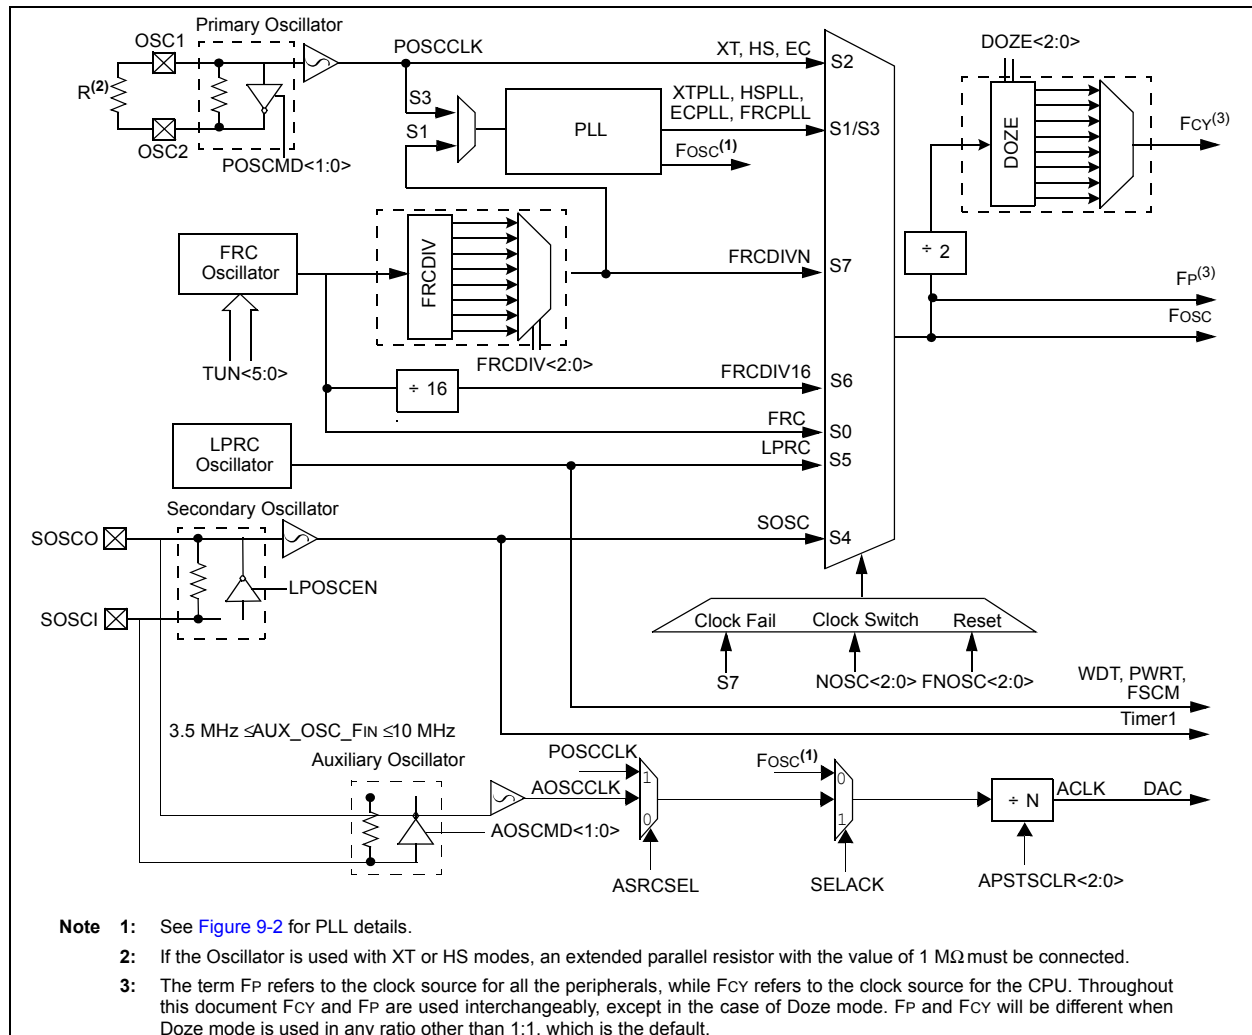 Primary Oscillator
OSC1
R(2)
OSC2
POSCMD<1:0>
POSCCLK
S3
S1
PLL
XT, HS, EC
S2
XTPLL, HSPLL,
ECPLL, FRCPLL
S1/S3
FOSC(1)
DOZE<2:0>
DOZE
FCY(3)
÷ 2
FP(3)
FOSC
FRC
Oscillator
TUN<5:0>
FRCDIV
FRCDIV<2:0>
FRCDIVN
S7
÷ 16
FRCDIV16
S6
FRC
S0
LPRC
Oscillator
LPRC
S5
Secondary Oscillator
SOSCO
SOSCI
LPOSCEN
SOSC
S4
Clock Fail
Clock Switch
Reset
S7
NOSC<2:0>
FNOSC<2:0>
WDT, PWRT,
FSCM
Timer1
3.5 MHz ≤AUX_OSC_FIN ≤10 MHz
Auxiliary Oscillator
AOSCMD<1:0>
POSCCLK
AOSCCLK
1
0
ASRCSEL
FOSC(1)
0
1
SELACK
÷ N
APSTSCLR<2:0>
ACLK
DAC
Note 1: See Figure 9-2 for PLL details.
2: If the Oscillator is used with XT or HS modes, an extended parallel resistor with the value of 1 MΩ must be connected.
3: The term FP refers to the clock source for all the peripherals, while FCY refers to the clock source for the CPU. Throughout
this document FCY and FP are used interchangeably, except in the case of Doze mode. FP and FCY will be different when
Doze mode is used in any ratio other than 1:1, which is the default.